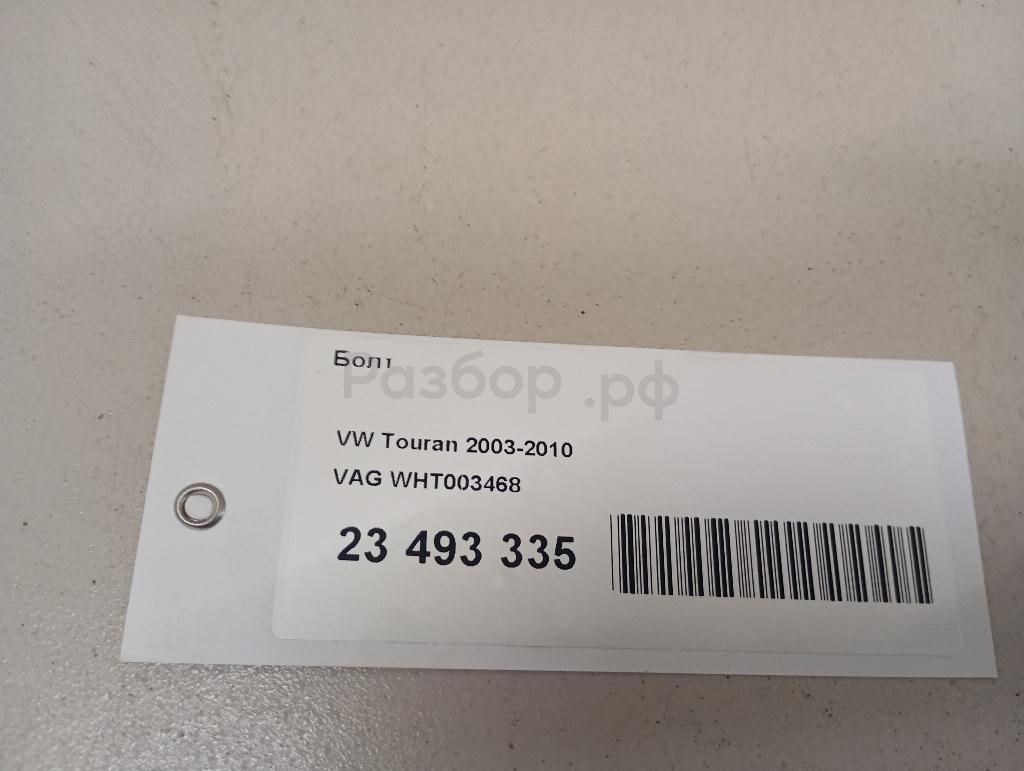 Болт
Разбор.рф
VW Touran 2003-2010
VAG WHT003468
23 493 335